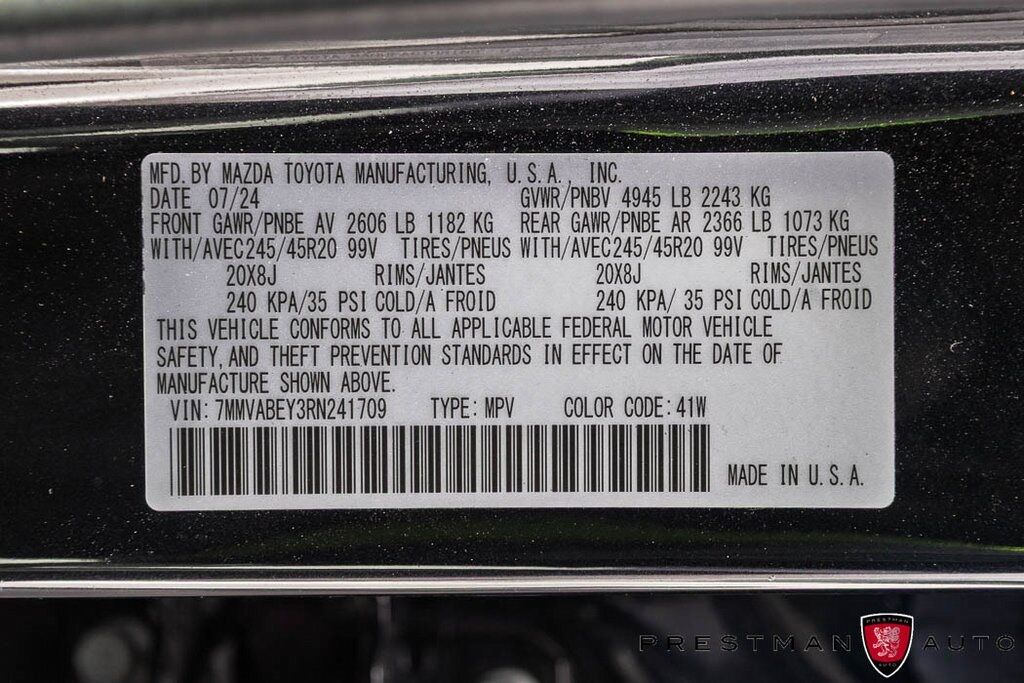 MFD. BY MAZDA TOYOTA MANUFACTURING, U.S.A., INC.
DATE 07/24 GVWR/PNBV 4945 LB 2243 KG
FRONT GAWR/PNBE AV 2606 LB 1182 KG REAR GAWR/PNBE AR 2366 LB 1073 KG
WITH/AVEC245/45R20 99V TIRES/PNEUS WITH/AVEC245/45R20 99V TIRES/PNEUS
20X8J RIMS/JANTES 20X8J RIMS/JANTES
240 KPA/35 PSI COLD/A FROID 240 KPA/ 35 PSI COLD/A FROID
THIS VEHICLE CONFORMS TO ALL APPLICABLE FEDERAL MOTOR VEHICLE
SAFETY, AND THEFT PREVENTION STANDARDS IN EFFECT ON THE DATE OF
MANUFACTURE SHOWN ABOVE.
VIN: 7MMVABEY3RN241709 TYPE: MPV COLOR CODE: 41W
MADE IN U.S.A.
PRESTMAN AUTO
PRESTMAN
AUTO